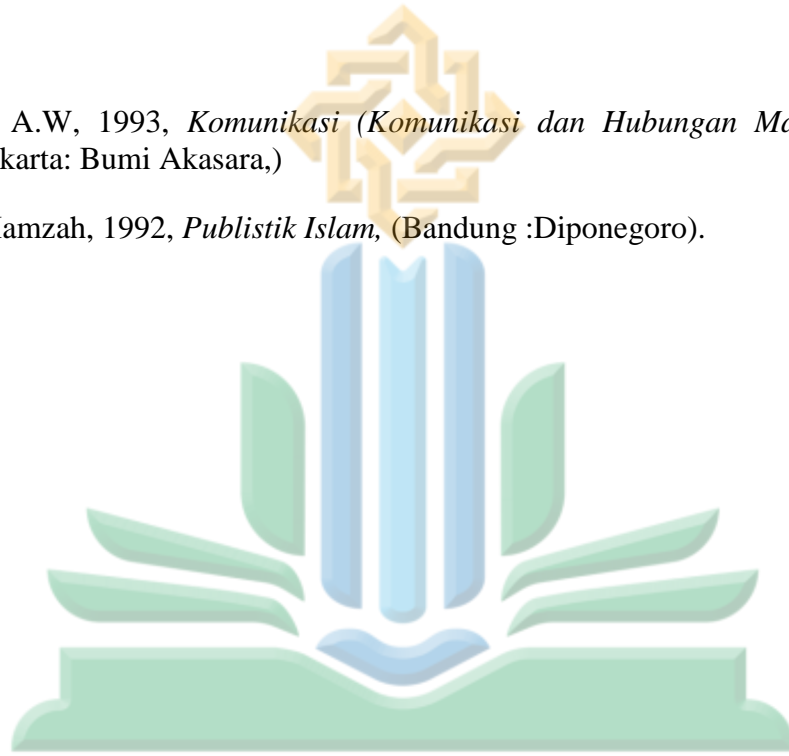 A.W, 1993, Komunikasi (Komunikasi dan Hubungan Ma
karta: Bumi Akasara,)
amzah, 1992, Publistik Islam, (Bandung :Diponegoro).